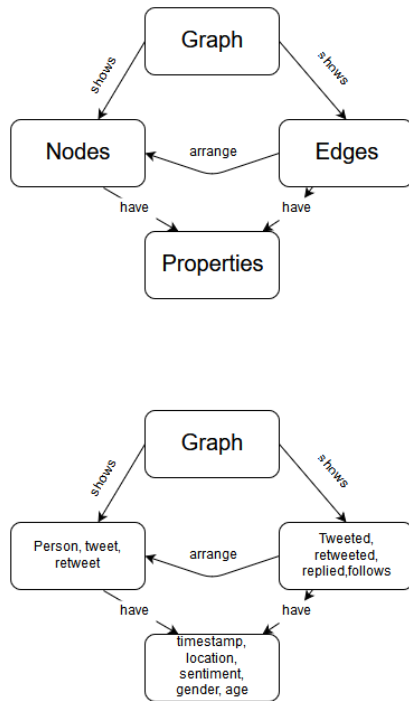 Graph
shows
shows
Nodes
arrange
Edges
have
have
Properties
Graph
shows
shows
Person, tweet,
retweet
arrange
Tweeted,
retweeted,
replied,follows
have
have
timestamp,
location,
sentiment,
gender, age